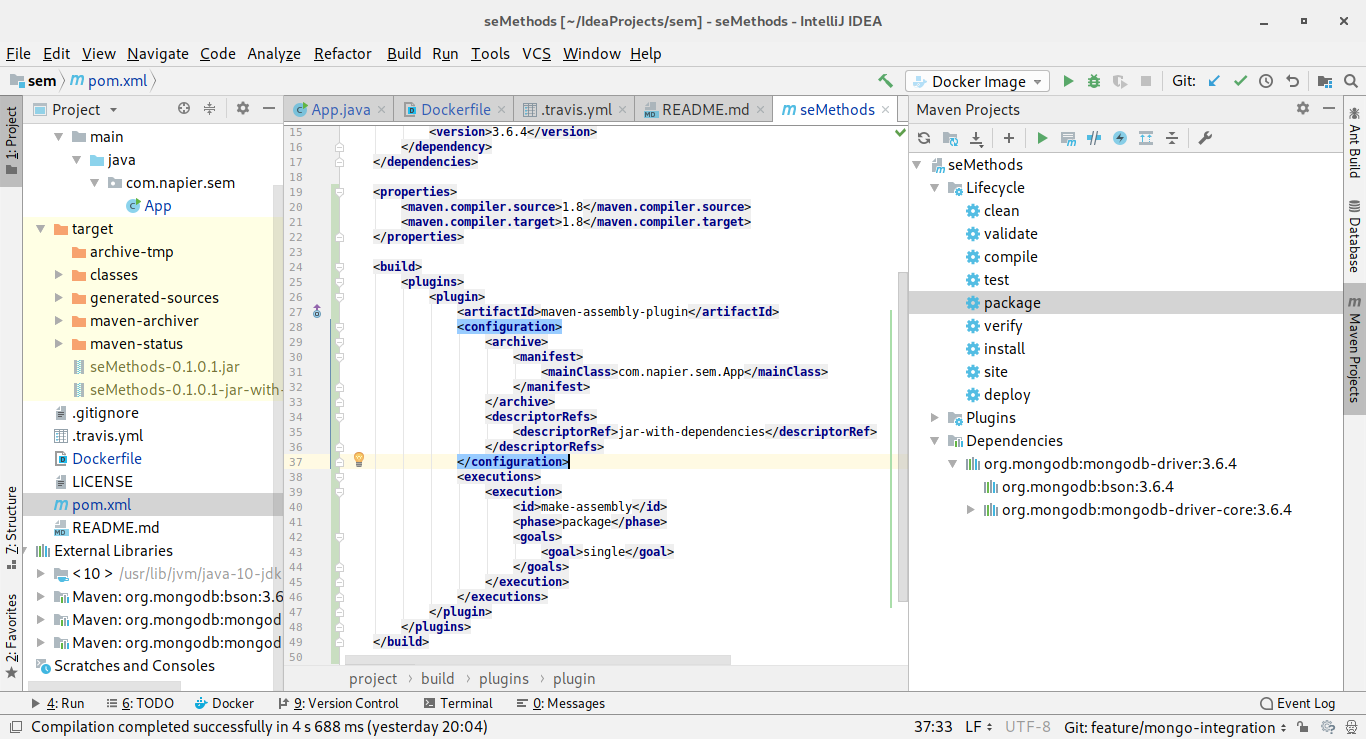 seMethods [~/IdeaProjects/sem] - seMethods - IntelliJ IDEA
File Edit View Navigate Code Analyze Refactor Build Run Tools VCS Window Help
sem pom.xml
Docker Image
Git:
1: Project
7: Structure
2: Favorites
Project
main
java
com.napier.sem
App
target
archive-tmp
classes
generated-sources
maven-archiver
maven-status
seMethods-0.1.0.1.jar
seMethods-0.1.0.1-jar-with-
.gitignore
.travis.yml
Dockerfile
LICENSE
pom.xml
README.md
External Libraries
< 10 > /usr/lib/jvm/java-10-jdk
Maven: org.mongodb:bson:3.6
Maven: org.mongodb:mongod
Maven: org.mongodb:mongod
Scratches and Consoles
App.java Dockerfile .travis.yml README.md seMethods
15 <version>3.6.4</version>
16 </dependency>
17 </dependencies>
18
19 <properties>
20 <maven.compiler.source>1.8</maven.compiler.source>
21 <maven.compiler.target>1.8</maven.compiler.target>
22 </properties>
23
24 <build>
25 <plugins>
26 <plugin>
27 <artifactId>maven-assembly-plugin</artifactId>
28 <configuration>
29 <archive>
30 <manifest>
31 <mainClass>com.napier.sem.App</mainClass>
32 </manifest>
33 </archive>
34 <descriptorRefs>
35 <descriptorRef>jar-with-dependencies</descriptorRef>
36 </descriptorRefs>
37 </configuration>
38 <executions>
39 <execution>
40 <id>make-assembly</id>
41 <phase>package</phase>
42 <goals>
43 <goal>single</goal>
44 </goals>
45 </execution>
46 </executions>
47 </plugin>
48 </plugins>
49 </build>
50
project › build › plugins › plugin
Maven Projects
seMethods
Lifecycle
clean
validate
compile
test
package
verify
install
site
deploy
Plugins
Dependencies
org.mongodb:mongodb-driver:3.6.4
org.mongodb:bson:3.6.4
org.mongodb:mongodb-driver-core:3.6.4
Ant Build
Database
Maven Projects
4: Run 6: TODO Docker 9: Version Control Terminal 0: Messages Event Log
Compilation completed successfully in 4 s 688 ms (yesterday 20:04) 37:33 LF UTF-8 Git: feature/mongo-integration